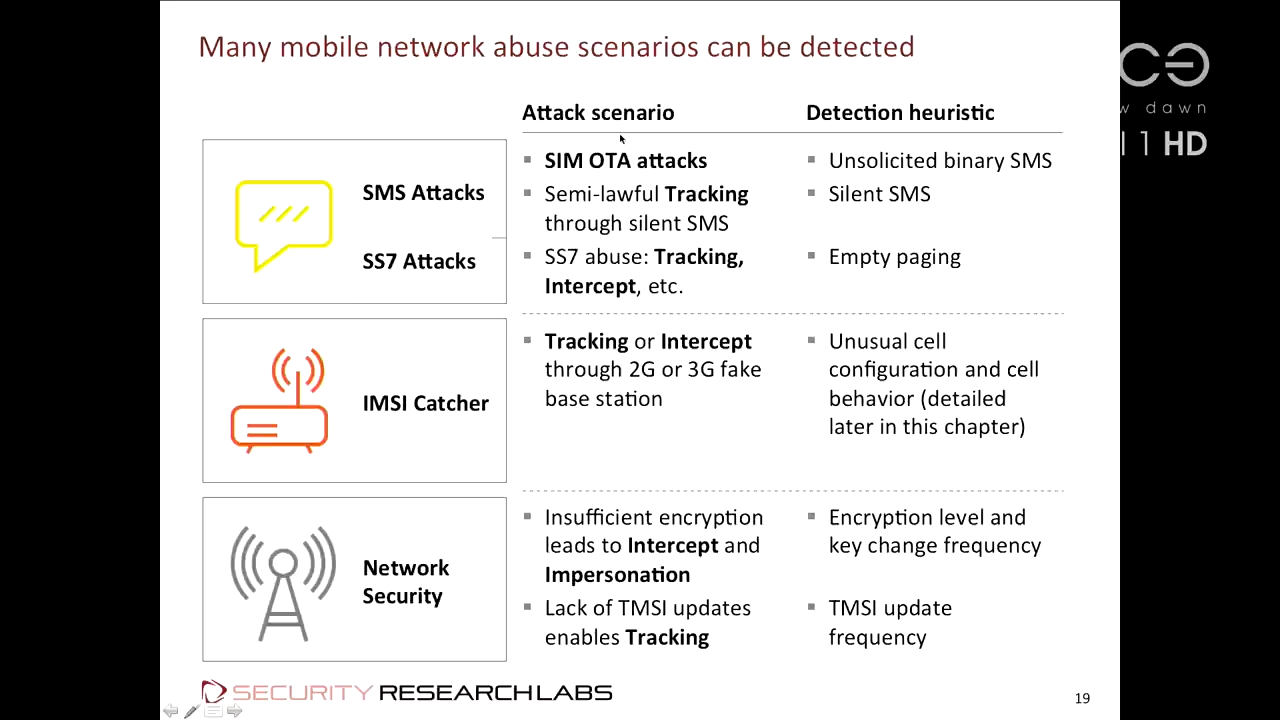 Many mobile network abuse scenarios can be detected
Attack scenario
Detection heuristic
SMS Attacks
SS7 Attacks
▪ SIM OTA attacks
▪ Unsolicited binary SMS
▪ Semi-lawful Tracking
through silent SMS
▪ Silent SMS
▪ SS7 abuse: Tracking,
Intercept, etc.
▪ Empty paging
IMSI Catcher
▪ Tracking or Intercept
through 2G or 3G fake
base station
▪ Unusual cell
configuration and cell
behavior (detailed
later in this chapter)
Network
Security
▪ Insufficient encryption
leads to Intercept and
Impersonation
▪ Encryption level and
key change frequency
▪ Lack of TMSI updates
enables Tracking
▪ TMSI update
frequency
SECURITY RESEARCH LABS
19
w dawn
HD